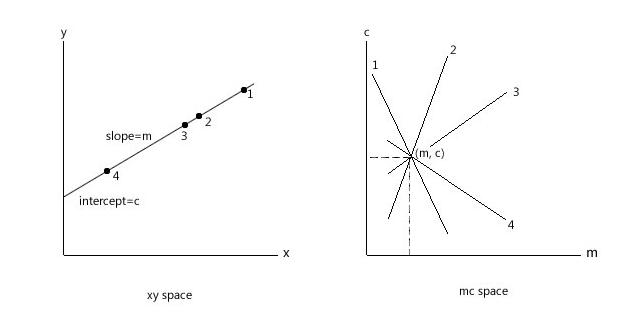 y
1
2
3
slope=m
4
intercept=c
x
xy space
c
2
1
3
(m, c)
4
m
mc space